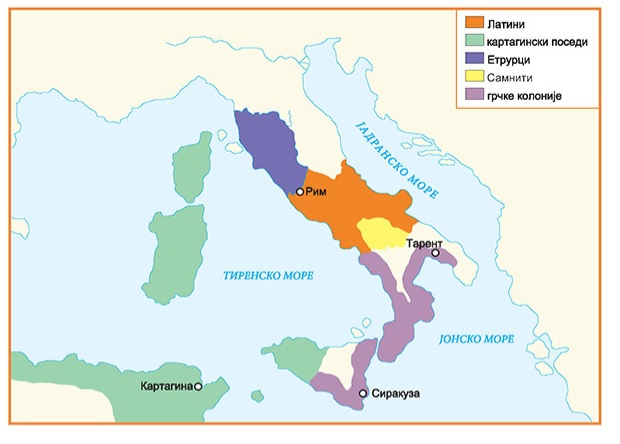 Латини
картагински поседи
Етрурци
Самнити
грчке колоније
ЈАДРАНСКО МОРЕ
Рим
Тарент
ТИРЕНСКО МОРЕ
ЈОНСКО МОРЕ
Картагина
Сиракуза